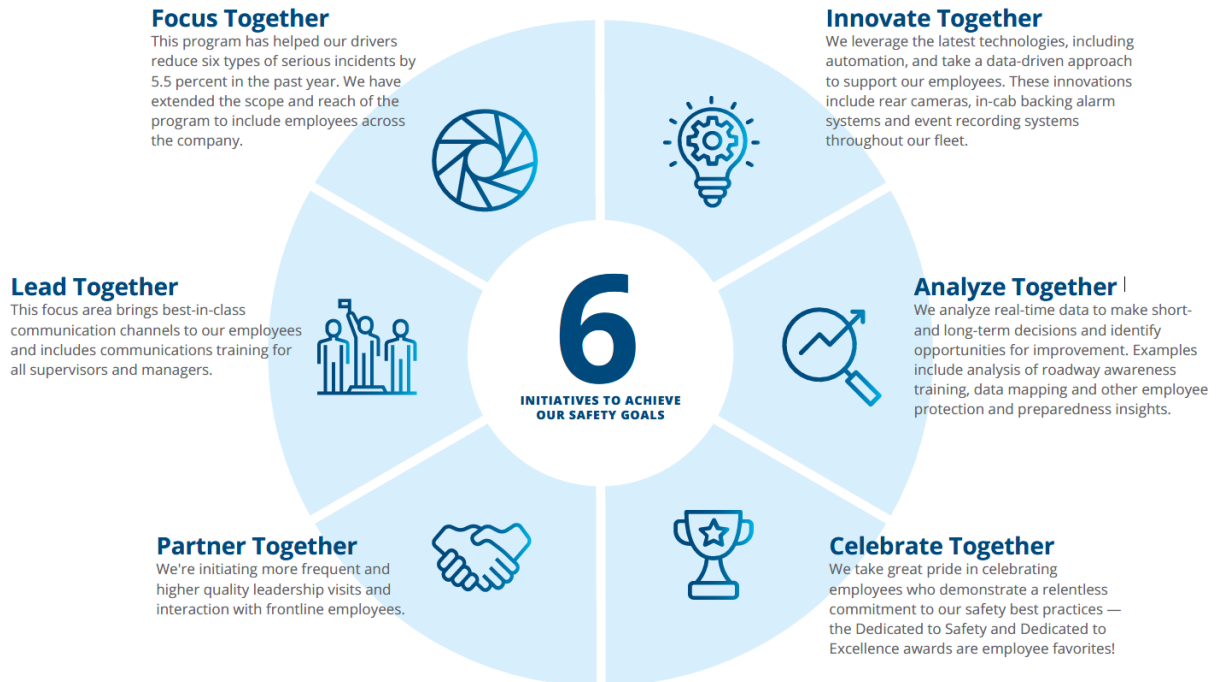 Focus Together
This program has helped our drivers
reduce six types of serious incidents by
5.5 percent in the past year. We have
extended the scope and reach of the
program to include employees across
the company.
Innovate Together
We leverage the latest technologies, including
automation, and take a data-driven approach
to support our employees. These innovations
include rear cameras, in-cab backing alarm
systems and event recording systems
throughout our fleet.
Lead Together
This focus area brings best-in-class
communication channels to our employees
and includes communications training for
all supervisors and managers.
6
INITIATIVES TO ACHIEVE
OUR SAFETY GOALS
Analyze Together
We analyze real-time data to make short-
and long-term decisions and identify
opportunities for improvement. Examples
include analysis of roadway awareness
training, data mapping and other employee
protection and preparedness insights.
Partner Together
We're initiating more frequent and
higher quality leadership visits and
interaction with frontline employees.
Celebrate Together
We take great pride in celebrating
employees who demonstrate a relentless
commitment to our safety best practices —
the Dedicated to Safety and Dedicated to
Excellence awards are employee favorites!